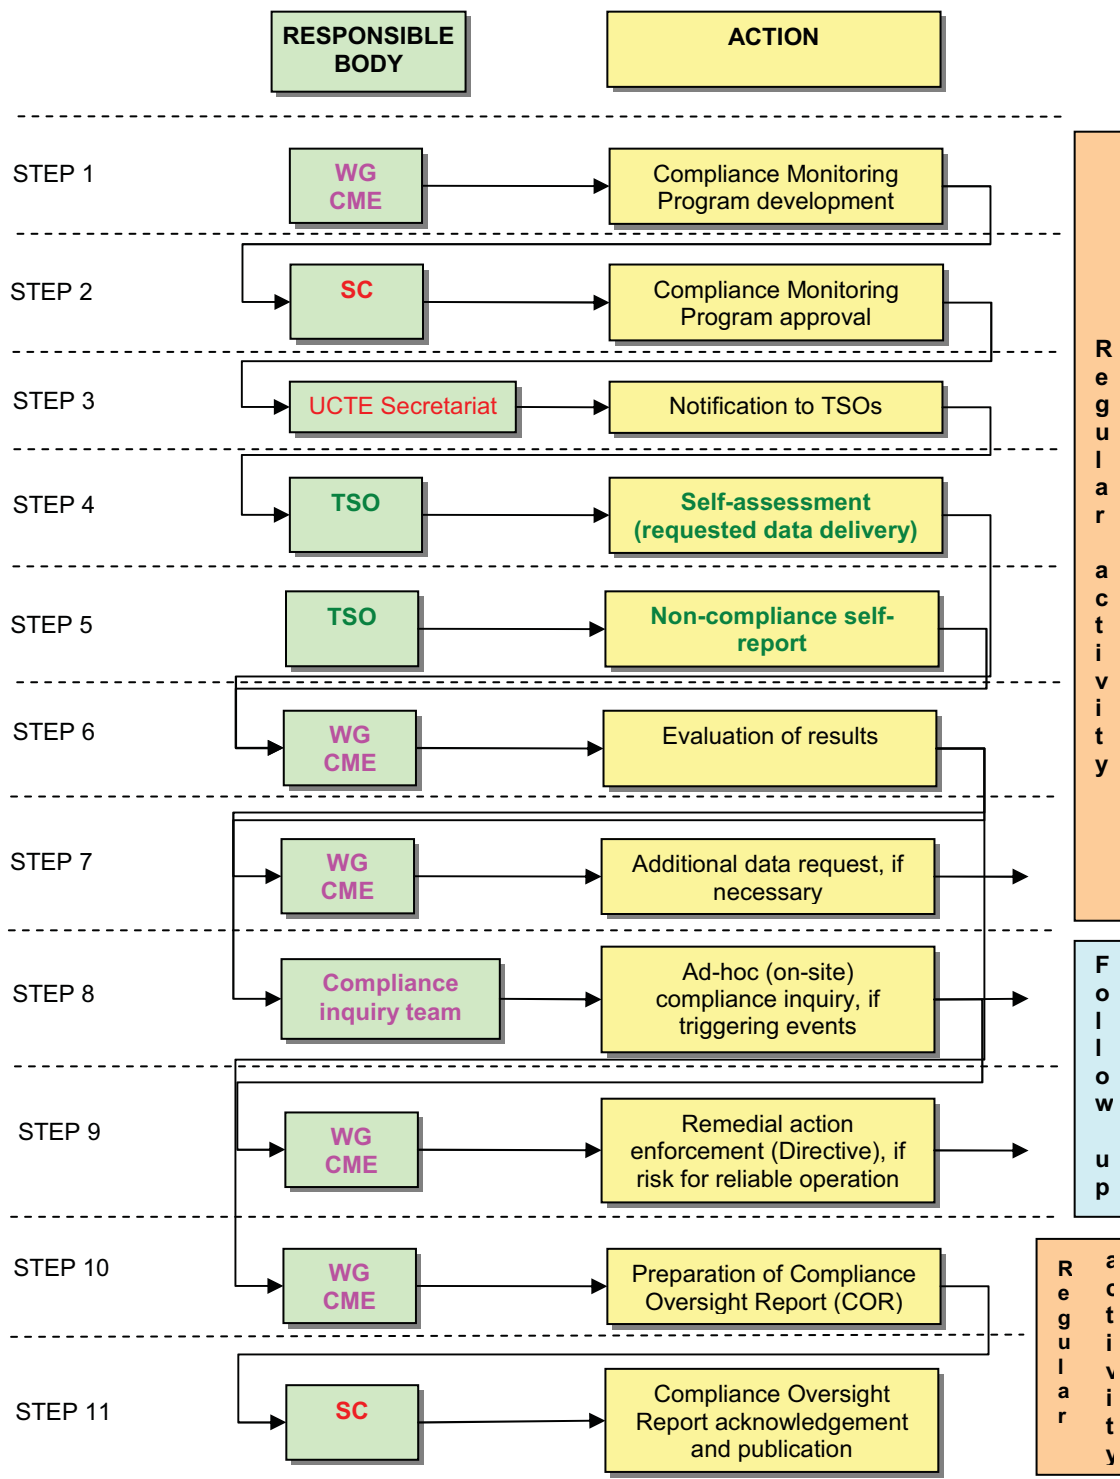 RESPONSIBLE
BODY
ACTION
STEP 1
WG
CME
Compliance Monitoring
Program development
STEP 2
SC
Compliance Monitoring
Program approval
STEP 3
UCTE Secretariat
Notification to TSOs
STEP 4
TSO
Self-assessment
(requested data delivery)
STEP 5
TSO
Non-compliance self-
report
STEP 6
WG
CME
Evaluation of results
STEP 7
WG
CME
Additional data request, if
necessary
Regular activity
STEP 8
Compliance
inquiry team
Ad-hoc (on-site)
compliance inquiry, if
triggering events
STEP 9
WG
CME
Remedial action
enforcement (Directive), if
risk for reliable operation
Follow up
STEP 10
WG
CME
Preparation of Compliance
Oversight Report (COR)
STEP 11
SC
Compliance Oversight
Report acknowledgement
and publication
Regular
activity